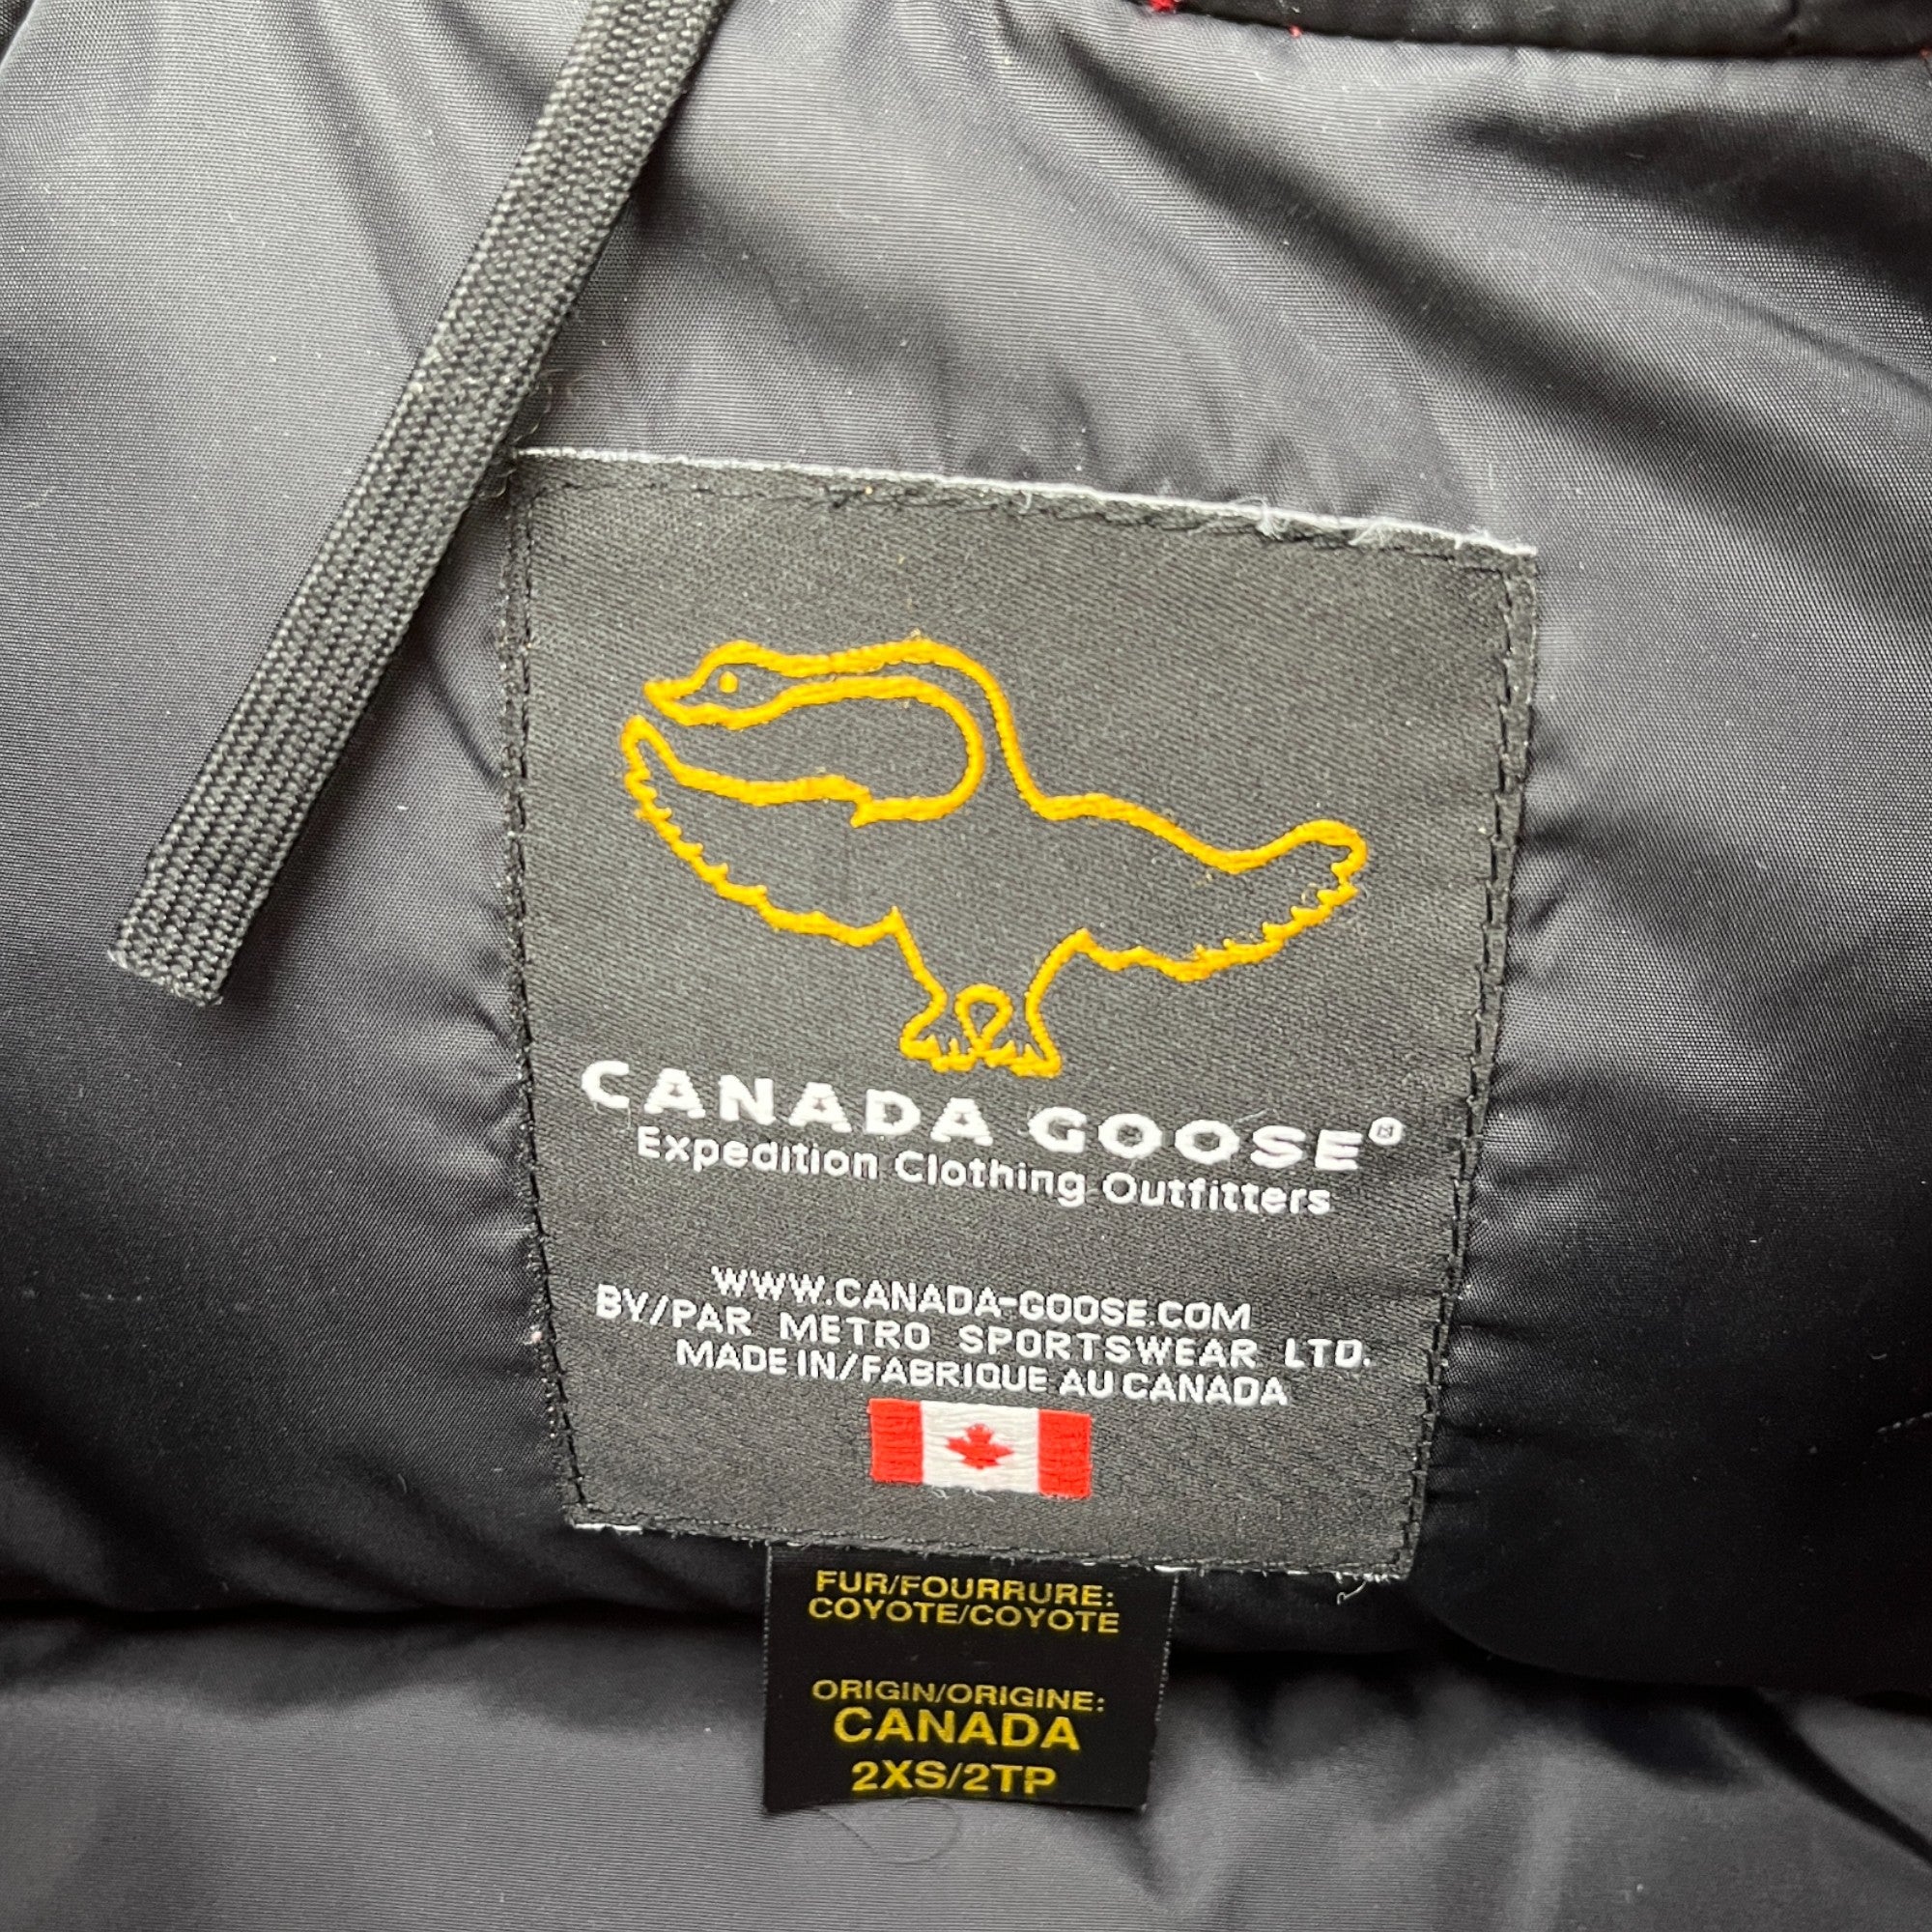 CANADA GOOSE®
Expedition Clothing Outfitters
WWW.CANADA-GOOSE.COM
BY/PAR METRO SPORTSWEAR LTD.
MADE IN/FABRIQUE AU CANADA
FUR/FOURRURE:
COYOTE/COYOTE
ORIGIN/ORIGINE:
CANADA
2XS/2TP